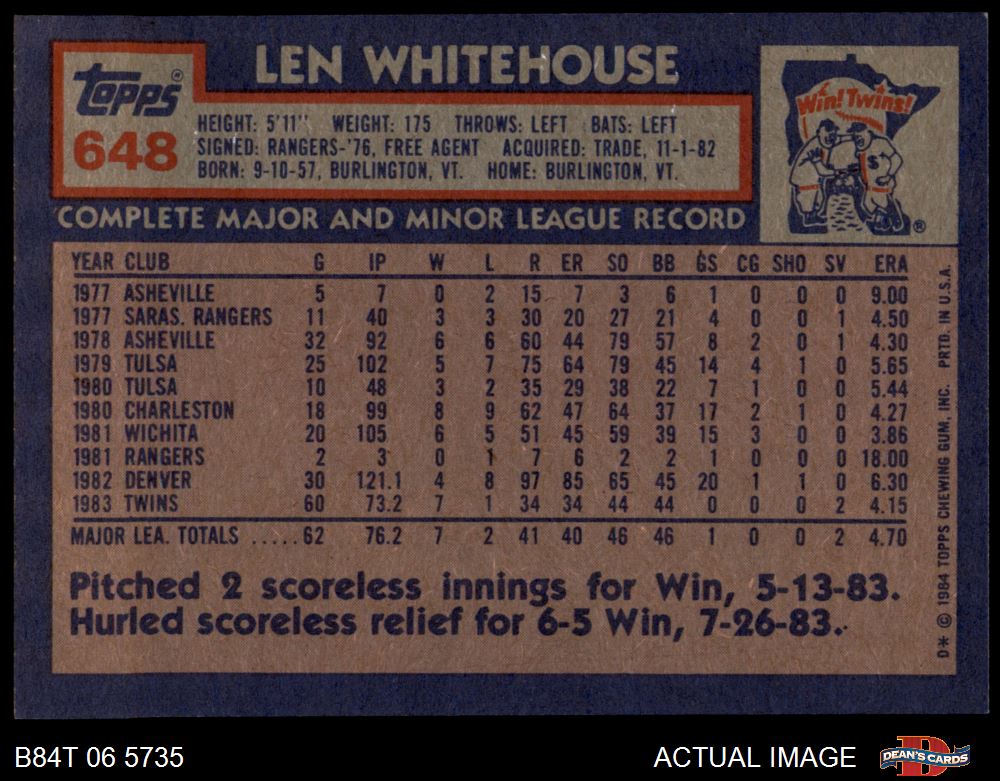 LEN WHITEHOUSE
Topps
648
HEIGHT: 5'11" WEIGHT: 175 THROWS: LEFT BATS: LEFT
SIGNED: RANGERS-'76, FREE AGENT ACQUIRED: TRADE, 11-1-82
BORN: 9-10-57, BURLINGTON, VT. HOME: BURLINGTON, VT.
Win! Twins!
COMPLETE MAJOR AND MINOR LEAGUE RECORD
YEAR CLUB G IP W L R ER SO BB GS CG SHO SV ERA
1977 ASHEVILLE 5 7 0 2 15 7 3 6 1 0 0 0 9.00
1977 SARAS. RANGERS 11 40 3 3 30 20 27 21 4 0 0 1 4.50
1978 ASHEVILLE 32 92 6 6 60 44 79 57 8 2 0 1 4.30
1979 TULSA 25 102 5 7 75 64 79 45 14 4 1 0 5.65
1980 TULSA 10 48 3 2 35 29 38 22 7 1 0 0 5.44
1980 CHARLESTON 18 99 8 9 62 47 64 37 17 2 1 0 4.27
1981 WICHITA 20 105 6 5 51 45 59 39 15 3 0 0 3.86
1981 RANGERS 2 3 0 1 7 6 2 2 1 0 0 0 18.00
1982 DENVER 30 121.1 4 8 97 85 65 45 20 1 1 0 6.30
1983 TWINS 60 73.2 7 1 34 34 44 44 0 0 0 2 4.15
MAJOR LEA. TOTALS .....62 76.2 7 2 41 40 46 46 1 0 0 2 4.70
Pitched 2 scoreless innings for Win, 5-13-83.
Hurled scoreless relief for 6-5 Win, 7-26-83.
D* © 1984 TOPPS CHEWING GUM, INC. PRTD. IN U.S.A.
B84T 06 5735
ACTUAL IMAGE
DEAN'S CARDS